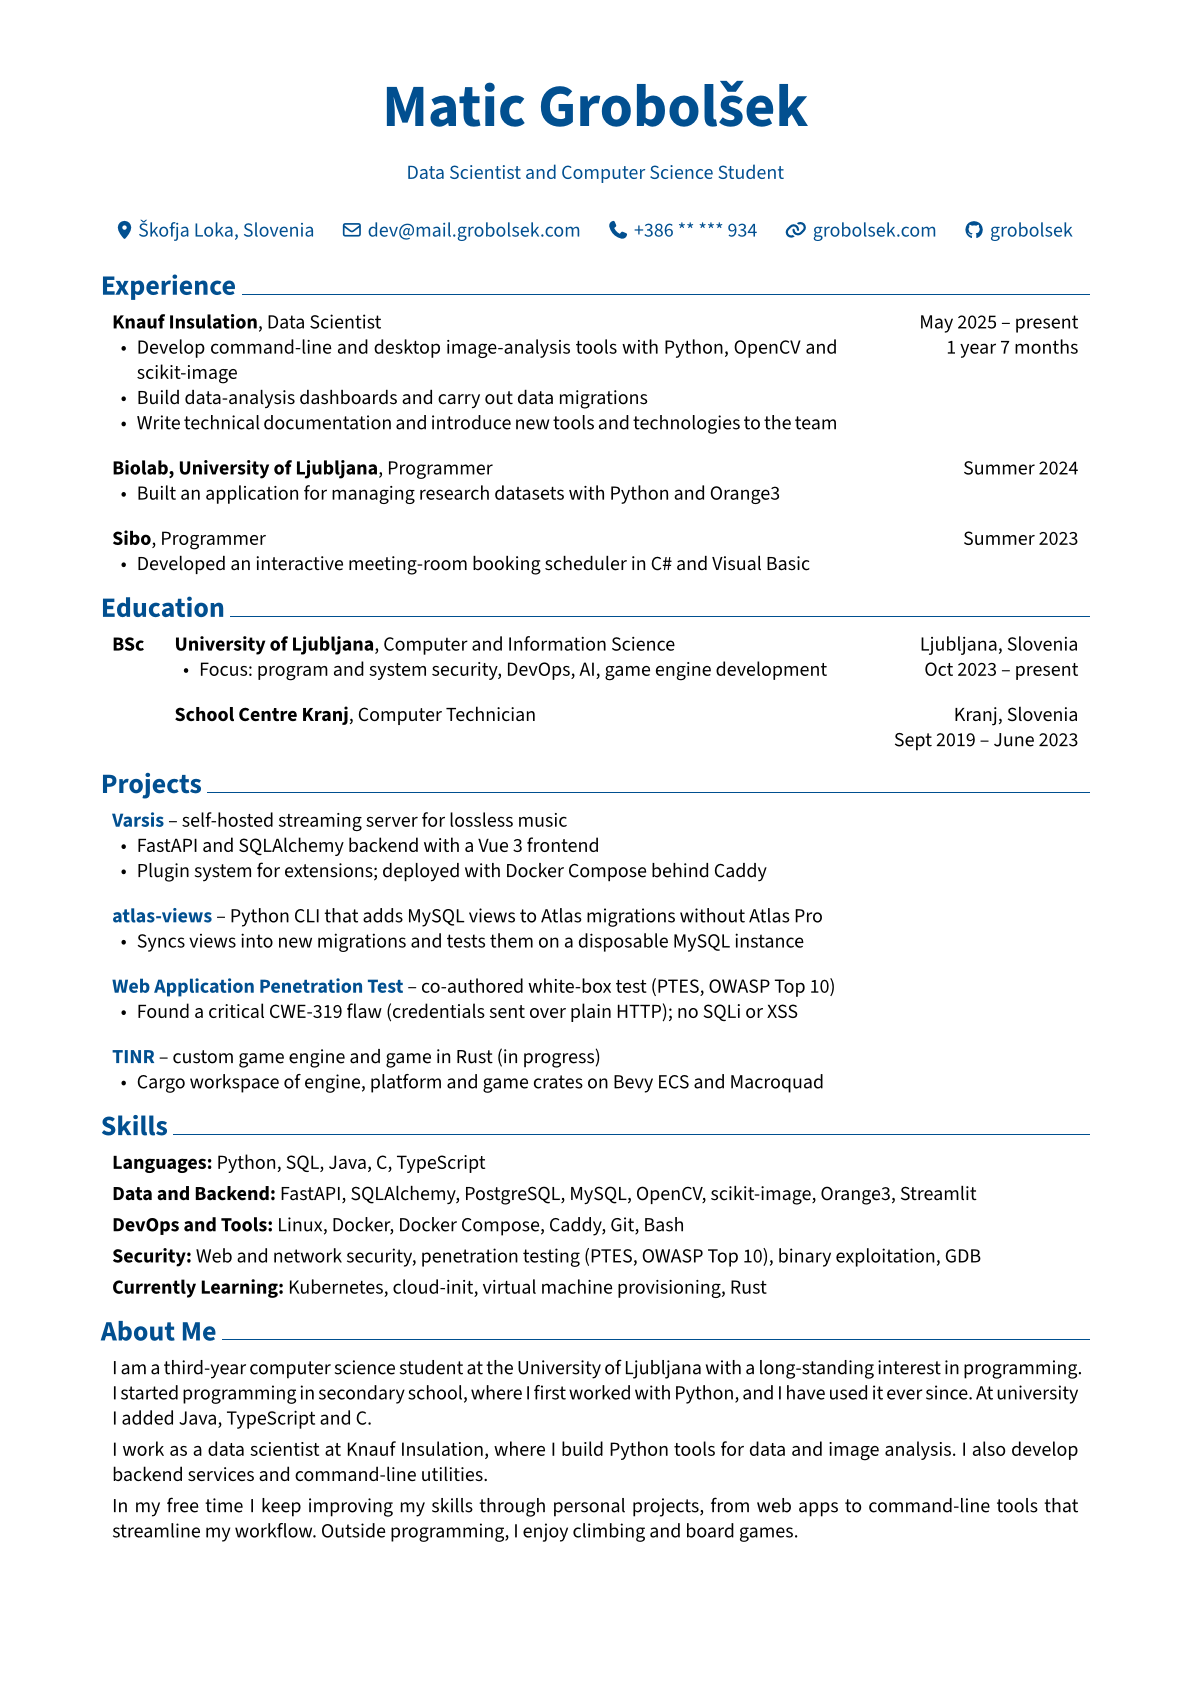 Matic Grobolšek
Data Scientist and Computer Science Student
Škofja Loka, Slovenia dev@mail.grobolsek.com +386 ** *** 934 grobolsek.com grobolsek
Experience
Knauf Insulation, Data Scientist May 2025 – present
• Develop command-line and desktop image-analysis tools with Python, OpenCV and 1 year 7 months
scikit-image
• Build data-analysis dashboards and carry out data migrations
• Write technical documentation and introduce new tools and technologies to the team
Biolab, University of Ljubljana, Programmer Summer 2024
• Built an application for managing research datasets with Python and Orange3
Sibo, Programmer Summer 2023
• Developed an interactive meeting-room booking scheduler in C# and Visual Basic
Education
BSc University of Ljubljana, Computer and Information Science Ljubljana, Slovenia
• Focus: program and system security, DevOps, AI, game engine development Oct 2023 – present
School Centre Kranj, Computer Technician Kranj, Slovenia
Sept 2019 – June 2023
Projects
Varsis – self-hosted streaming server for lossless music
• FastAPI and SQLAlchemy backend with a Vue 3 frontend
• Plugin system for extensions; deployed with Docker Compose behind Caddy
atlas-views – Python CLI that adds MySQL views to Atlas migrations without Atlas Pro
• Syncs views into new migrations and tests them on a disposable MySQL instance
Web Application Penetration Test – co-authored white-box test (PTES, OWASP Top 10)
• Found a critical CWE-319 flaw (credentials sent over plain HTTP); no SQLi or XSS
TINR – custom game engine and game in Rust (in progress)
• Cargo workspace of engine, platform and game crates on Bevy ECS and Macroquad
Skills
Languages: Python, SQL, Java, C, TypeScript
Data and Backend: FastAPI, SQLAlchemy, PostgreSQL, MySQL, OpenCV, scikit-image, Orange3, Streamlit
DevOps and Tools: Linux, Docker, Docker Compose, Caddy, Git, Bash
Security: Web and network security, penetration testing (PTES, OWASP Top 10), binary exploitation, GDB
Currently Learning: Kubernetes, cloud-init, virtual machine provisioning, Rust
About Me
I am a third-year computer science student at the University of Ljubljana with a long-standing interest in programming.
I started programming in secondary school, where I first worked with Python, and I have used it ever since. At university
I added Java, TypeScript and C.
I work as a data scientist at Knauf Insulation, where I build Python tools for data and image analysis. I also develop
backend services and command-line utilities.
In my free time I keep improving my skills through personal projects, from web apps to command-line tools that
streamline my workflow. Outside programming, I enjoy climbing and board games.